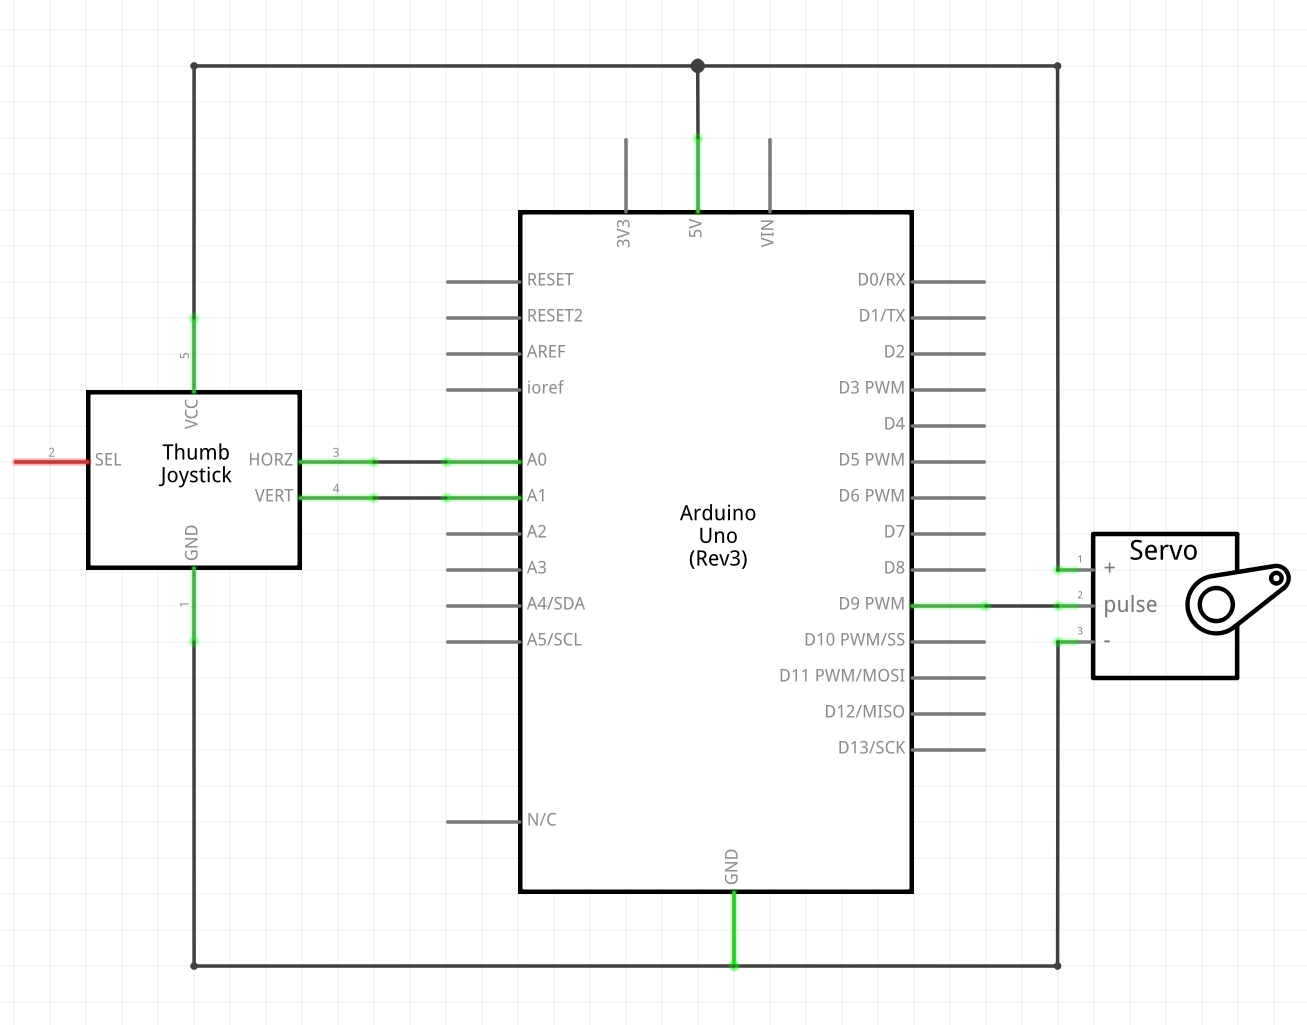 3V3
5V
VIN
RESET
RESET2
AREF
ioref
A0
A1
A2
A3
A4/SDA
A5/SCL
N/C
D0/RX
D1/TX
D2
D3 PWM
D4
D5 PWM
D6 PWM
D7
D8
D9 PWM
D10 PWM/SS
D11 PWM/MOSI
D12/MISO
D13/SCK
GND
Arduino
Uno
(Rev3)
5
VCC
2
SEL
Thumb
Joystick
HORZ
3
VERT
4
GND
1
Servo
1
+
2
pulse
3
-